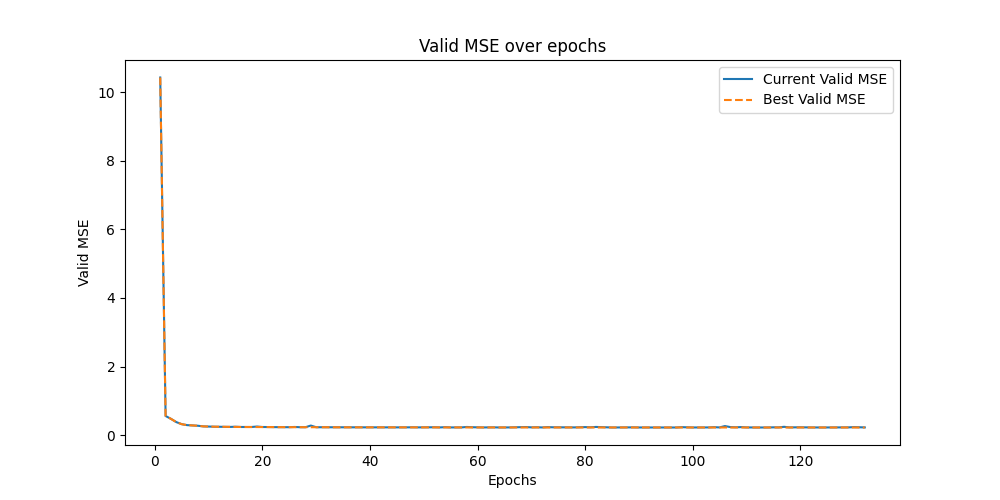 Valid MSE over epochs
Current Valid MSE
Best Valid MSE
Valid MSE
10
8
6
4
2
0
0 20 40 60 80 100 120
Epochs